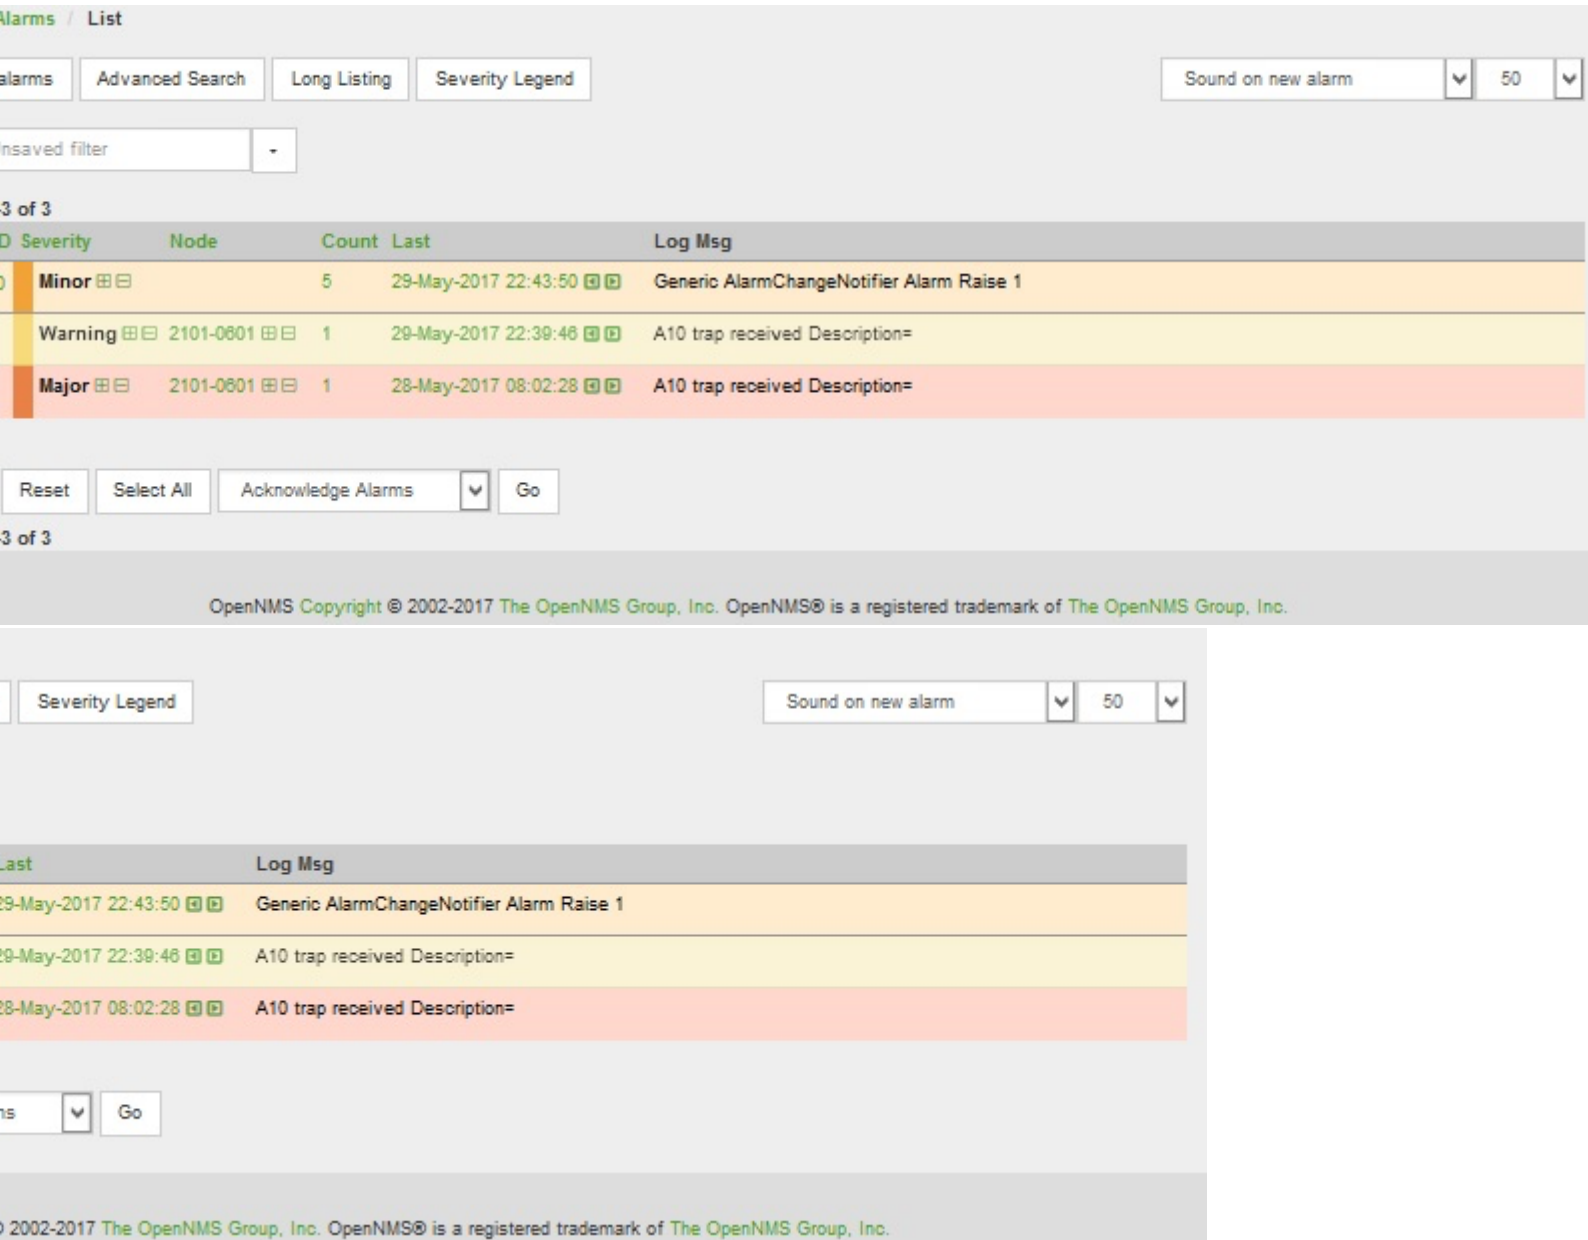 Alarms / List
alarms Advanced Search Long Listing Severity Legend Sound on new alarm 50
Unsaved filter
-3 of 3
D Severity Node Count Last Log Msg
Minor 5 29-May-2017 22:43:50 Generic AlarmChangeNotifier Alarm Raise 1
Warning 2101-0601 1 29-May-2017 22:39:46 A10 trap received Description=
Major 2101-0601 1 28-May-2017 08:02:28 A10 trap received Description=
Reset Select All Acknowledge Alarms Go
-3 of 3
OpenNMS Copyright © 2002-2017 The OpenNMS Group, Inc. OpenNMS® is a registered trademark of The OpenNMS Group, Inc.
Severity Legend Sound on new alarm 50
Last Log Msg
29-May-2017 22:43:50 Generic AlarmChangeNotifier Alarm Raise 1
29-May-2017 22:39:46 A10 trap received Description=
28-May-2017 08:02:28 A10 trap received Description=
ms Go
© 2002-2017 The OpenNMS Group, Inc. OpenNMS® is a registered trademark of The OpenNMS Group, Inc.